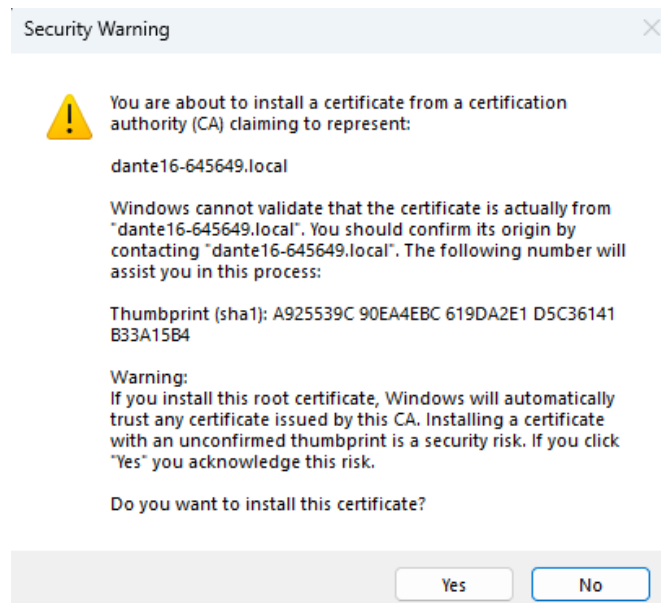 Security Warning
You are about to install a certificate from a certification
authority (CA) claiming to represent:
dante16-645649.local
Windows cannot validate that the certificate is actually from
"dante16-645649.local". You should confirm its origin by
contacting "dante16-645649.local". The following number will
assist you in this process:
Thumbprint (sha1): A925539C 90EA4EBC 619DA2E1 D5C36141
B33A15B4
Warning:
If you install this root certificate, Windows will automatically
trust any certificate issued by this CA. Installing a certificate
with an unconfirmed thumbprint is a security risk. If you click
"Yes" you acknowledge this risk.
Do you want to install this certificate?
Yes
No